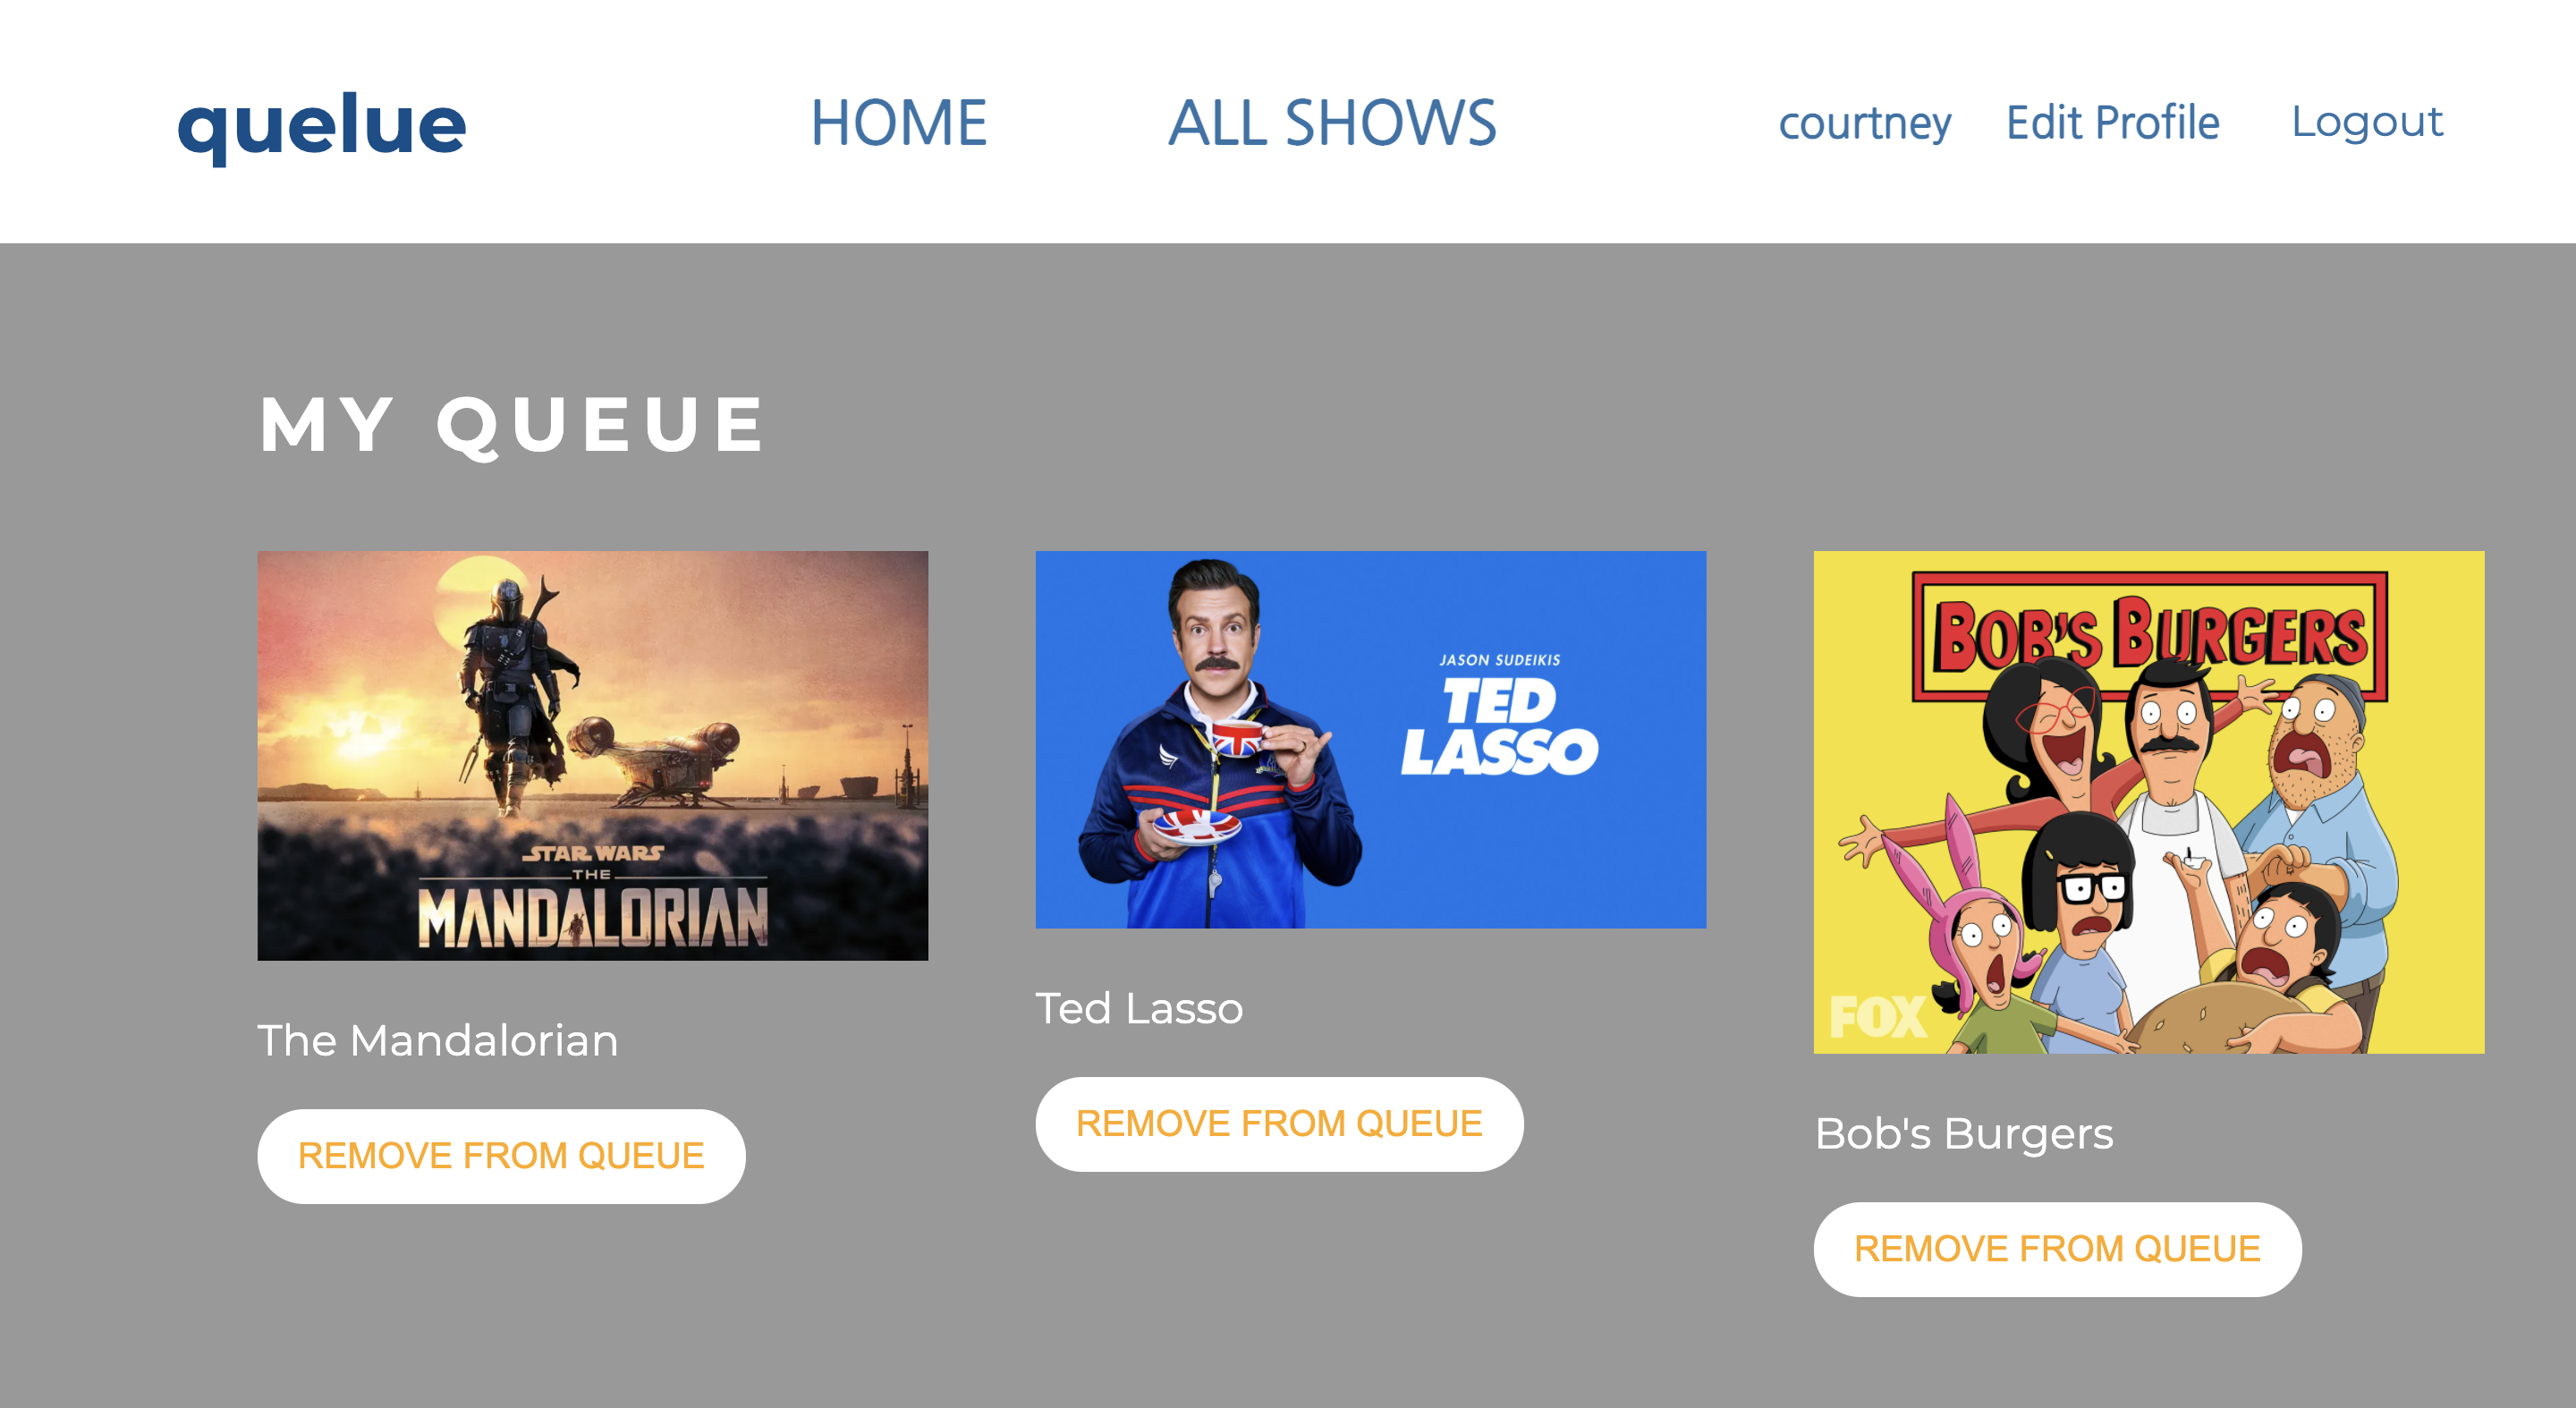 quelue
HOME
ALL SHOWS
courtney
Edit Profile
Logout
MY QUEUE
STAR WARS
THE
MANDALORIAN
The Mandalorian
REMOVE FROM QUEUE
JASON SUDEIKIS
TED
LASSO
Ted Lasso
REMOVE FROM QUEUE
BOB'S BURGERS
FOX
Bob's Burgers
REMOVE FROM QUEUE